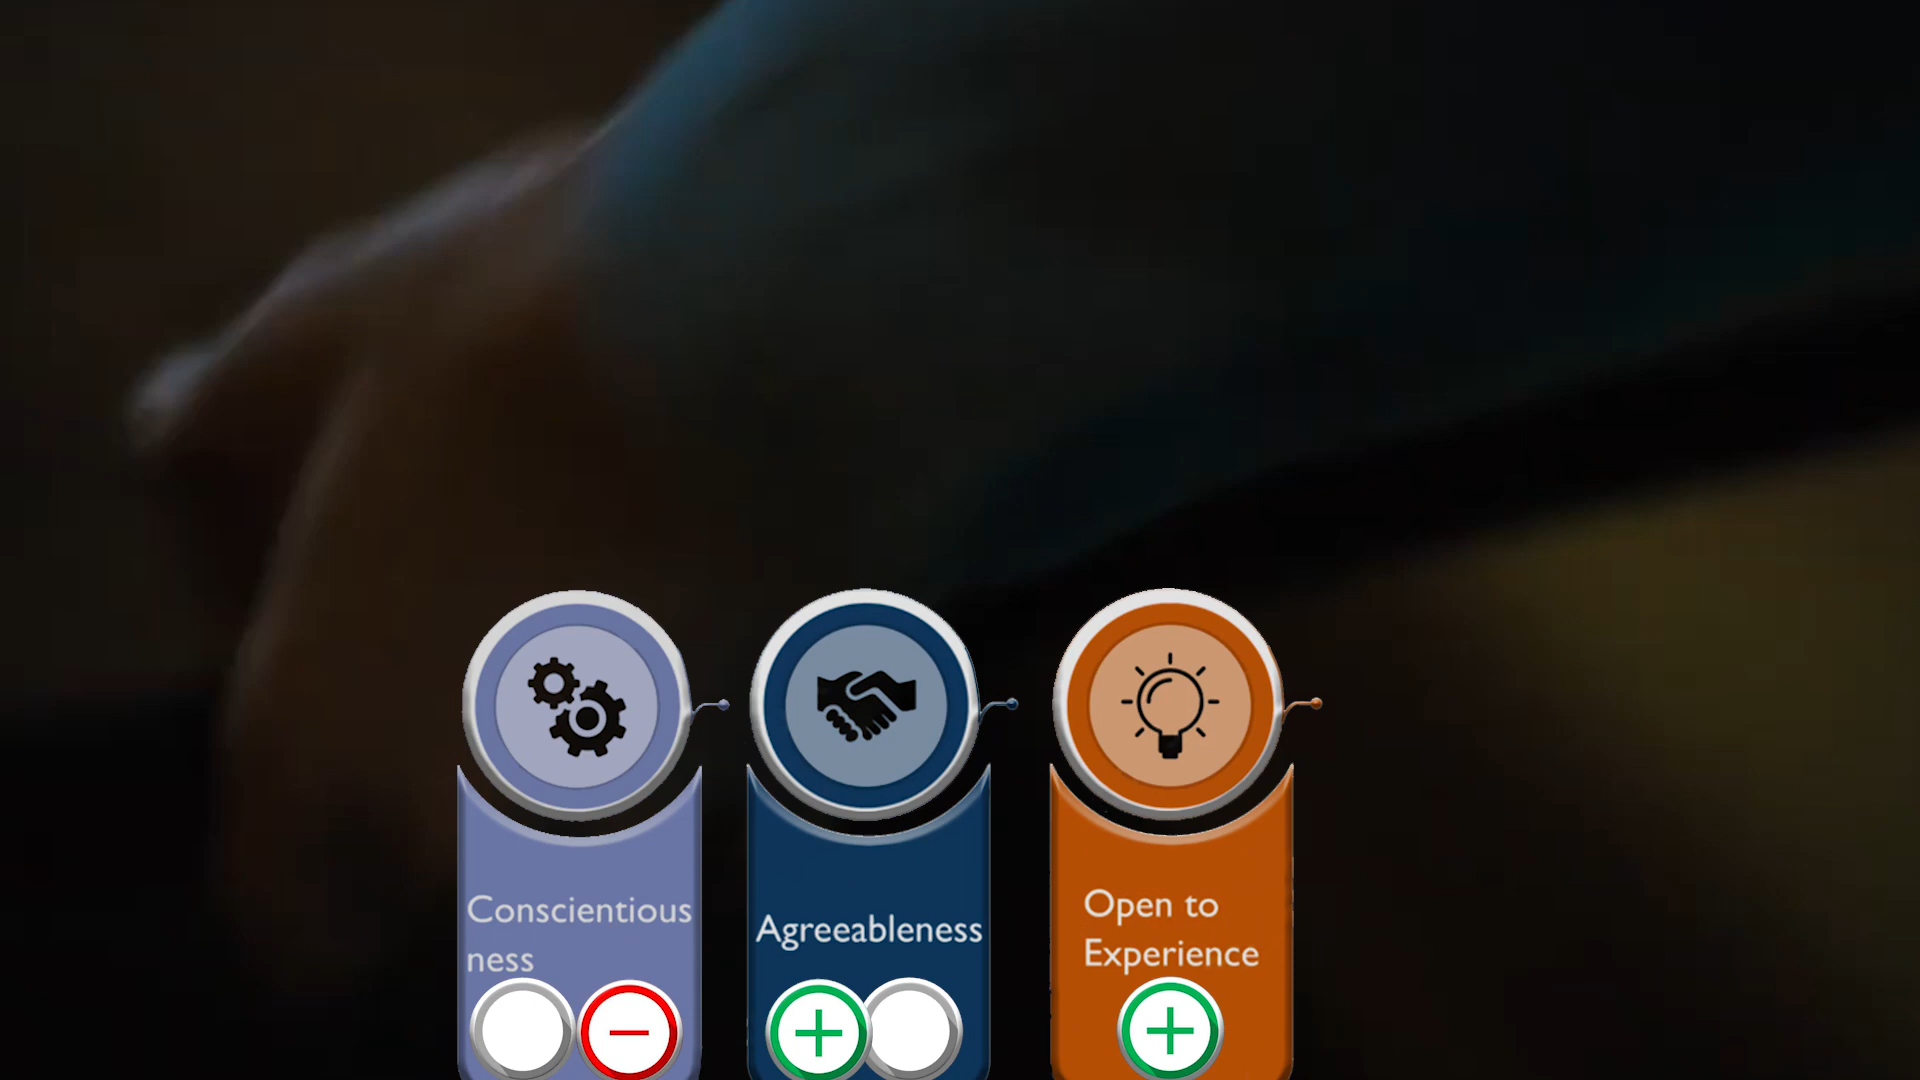 Conscientious
ness
Agreeableness
Open to
Experience